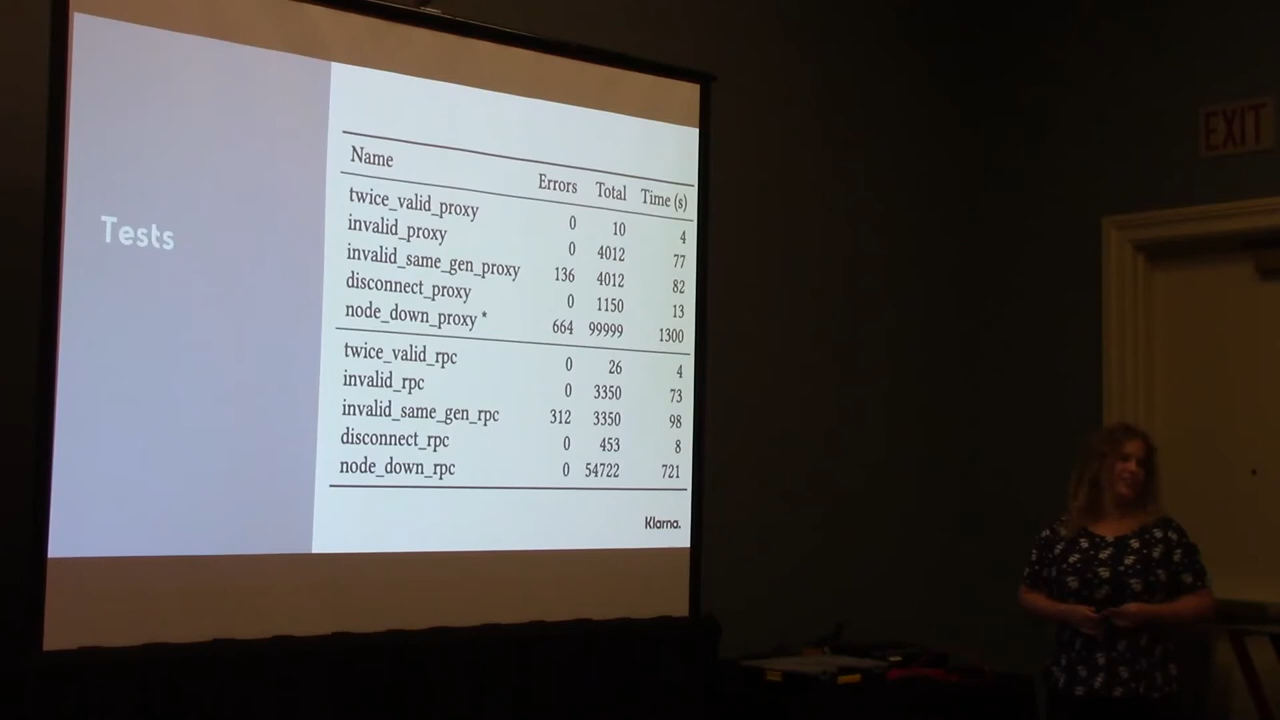 Tests
Name Errors Total Time (s)
twice_valid_proxy 0 10 4
invalid_proxy 0 4012 77
invalid_same_gen_proxy 136 4012 82
disconnect_proxy 0 1150 13
node_down_proxy * 664 99999 1300
twice_valid_rpc 0 26 4
invalid_rpc 0 3350 73
invalid_same_gen_rpc 312 3350 98
disconnect_rpc 0 453 8
node_down_rpc 0 54722 721
Klarna.
EXIT